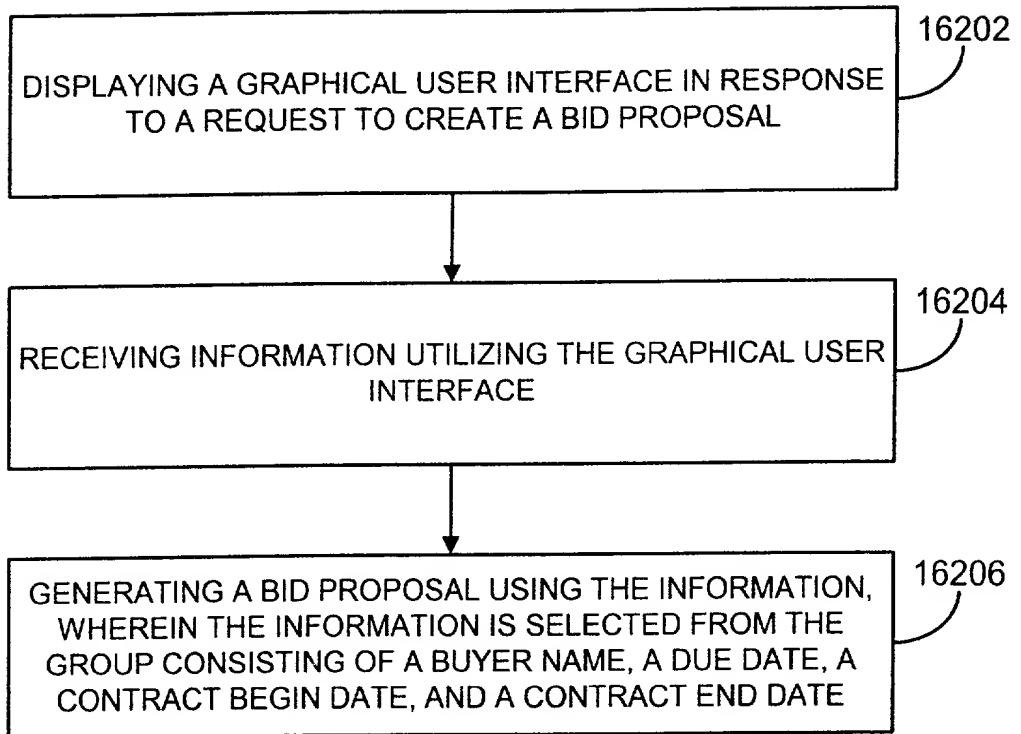 16202
DISPLAYING A GRAPHICAL USER INTERFACE IN RESPONSE
TO A REQUEST TO CREATE A BID PROPOSAL
16204
RECEIVING INFORMATION UTILIZING THE GRAPHICAL USER
INTERFACE
16206
GENERATING A BID PROPOSAL USING THE INFORMATION,
WHEREIN THE INFORMATION IS SELECTED FROM THE
GROUP CONSISTING OF A BUYER NAME, A DUE DATE, A
CONTRACT BEGIN DATE, AND A CONTRACT END DATE